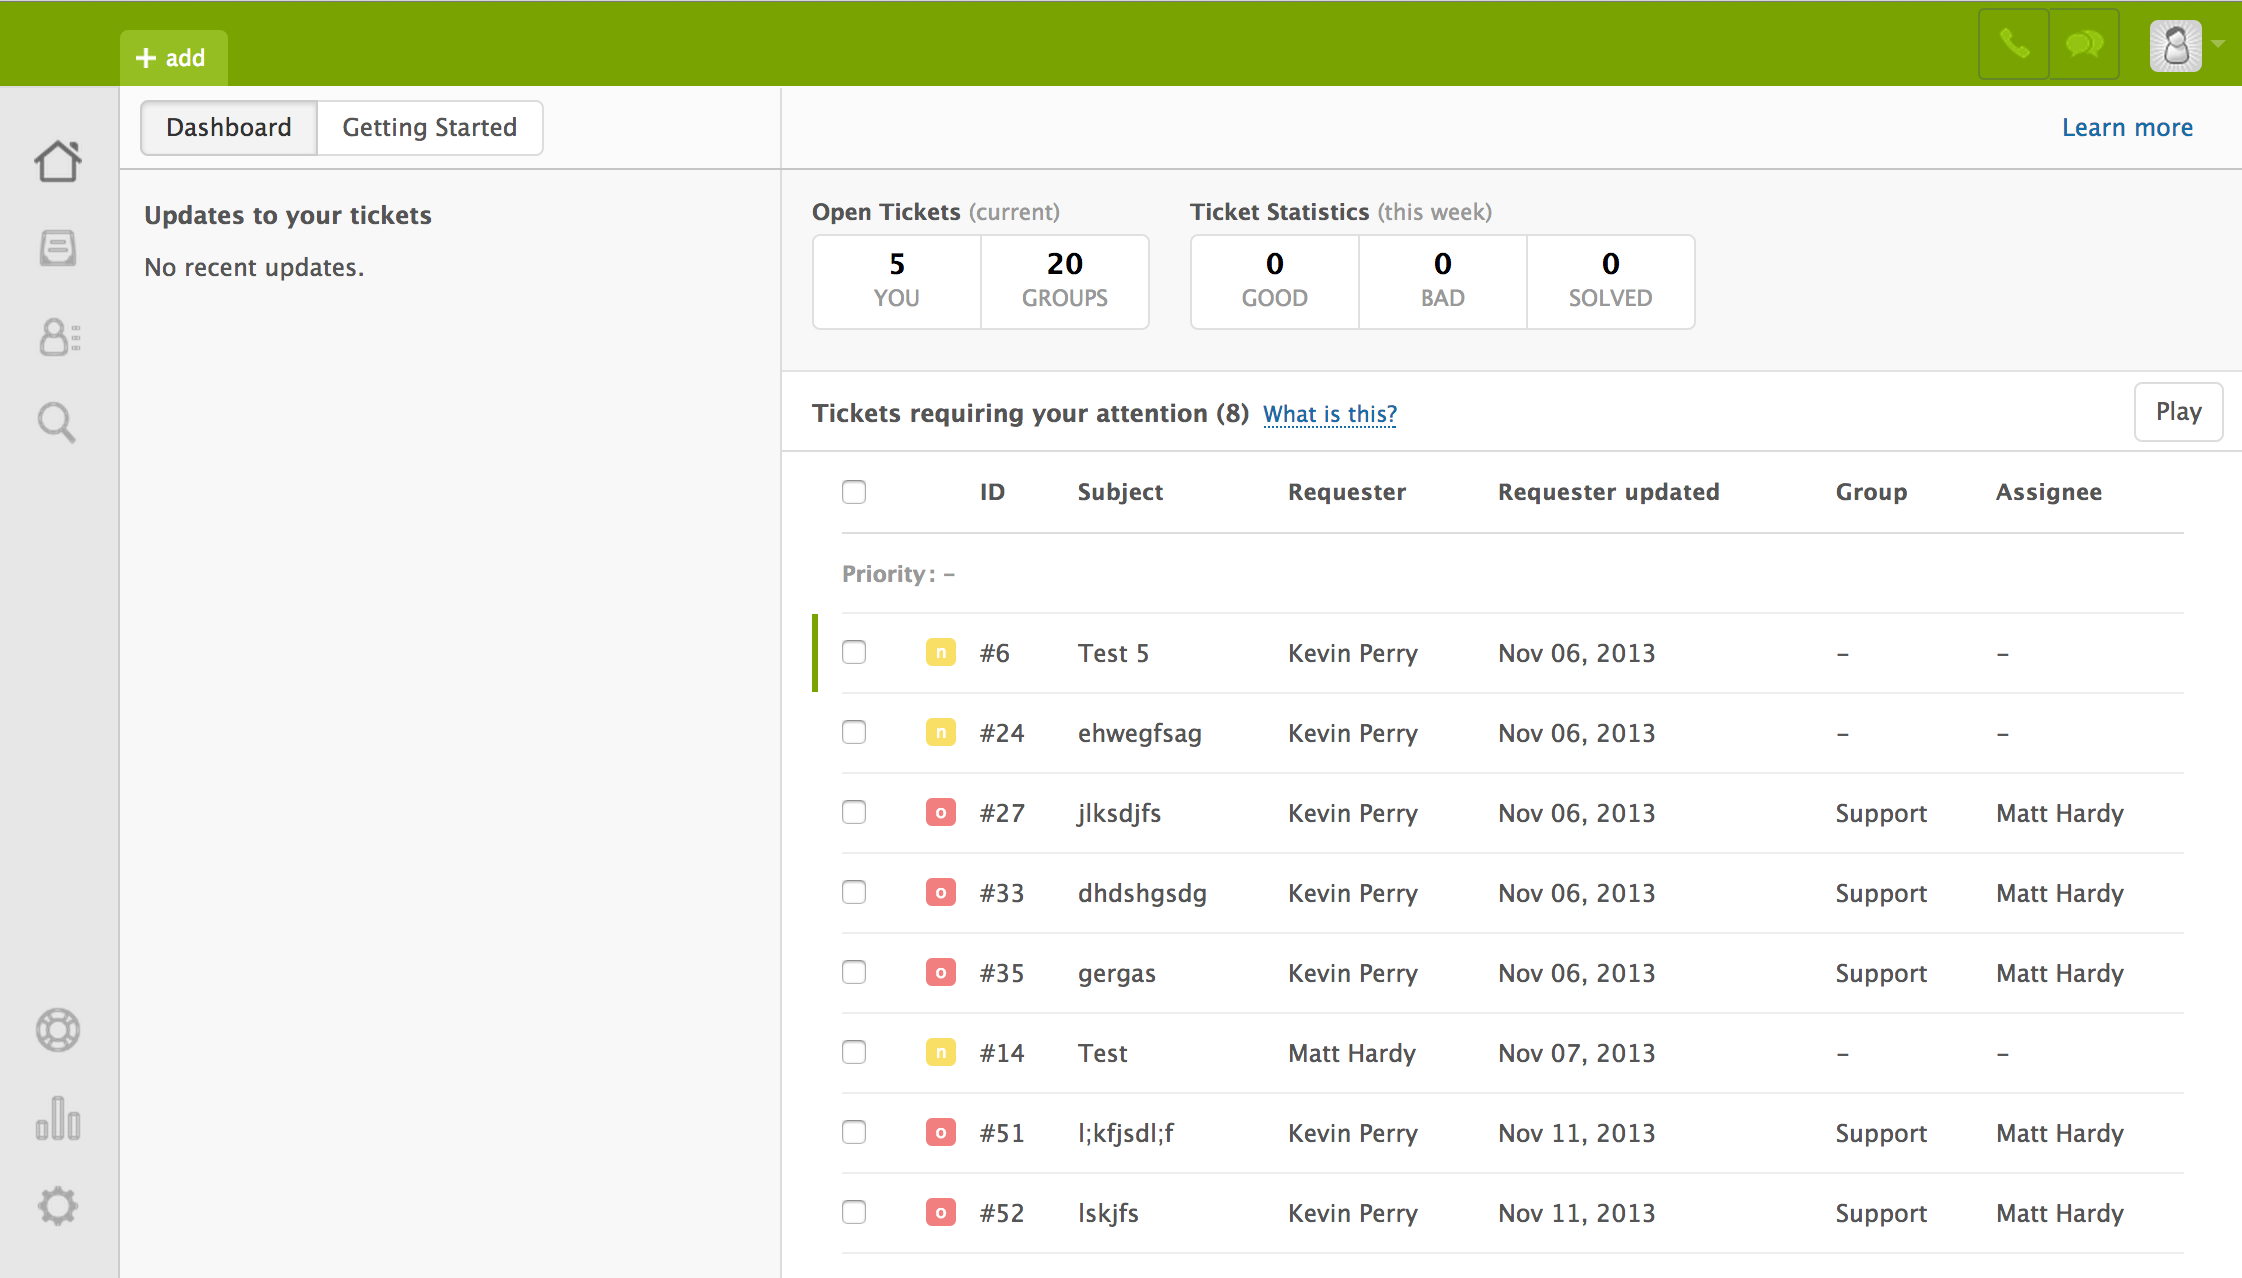 + add
Dashboard Getting Started Learn more
Updates to your tickets
No recent updates.
Open Tickets (current) Ticket Statistics (this week)
5 20 0 0 0
YOU GROUPS GOOD BAD SOLVED
Tickets requiring your attention (8) What is this? Play
ID Subject Requester Requester updated Group Assignee
Priority: –
n #6 Test 5 Kevin Perry Nov 06, 2013 – –
n #24 ehwegfsag Kevin Perry Nov 06, 2013 – –
o #27 jlksdjfs Kevin Perry Nov 06, 2013 Support Matt Hardy
o #33 dhdshgsdg Kevin Perry Nov 06, 2013 Support Matt Hardy
o #35 gergas Kevin Perry Nov 06, 2013 Support Matt Hardy
n #14 Test Matt Hardy Nov 07, 2013 – –
o #51 l;kfjsdl;f Kevin Perry Nov 11, 2013 Support Matt Hardy
o #52 lskjfs Kevin Perry Nov 11, 2013 Support Matt Hardy